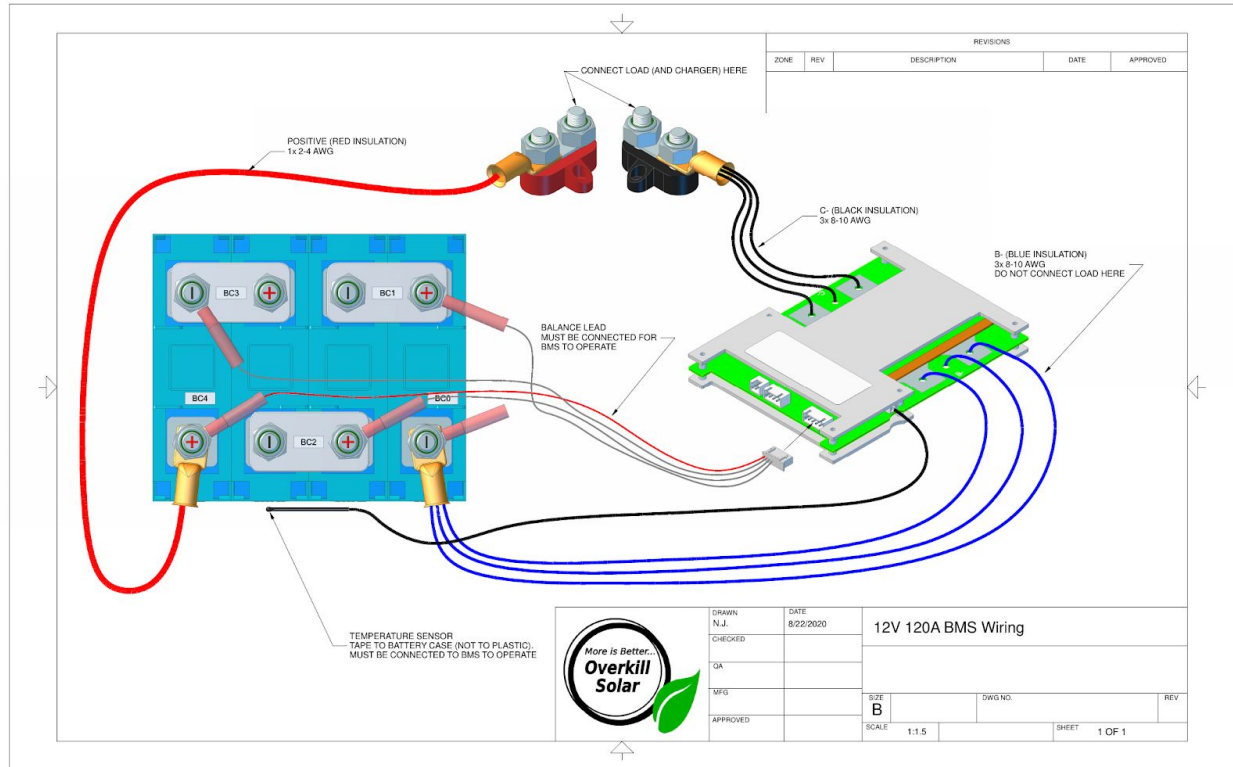 REVISIONS
ZONE REV DESCRIPTION DATE APPROVED
CONNECT LOAD (AND CHARGER) HERE
POSITIVE (RED INSULATION)
1x 2-4 AWG
C- (BLACK INSULATION)
3x 8-10 AWG
B- (BLUE INSULATION)
3x 8-10 AWG
DO NOT CONNECT LOAD HERE
BC3
BC1
BALANCE LEAD
MUST BE CONNECTED FOR
BMS TO OPERATE
BC4
BC0
BC2
TEMPERATURE SENSOR
TAPE TO BATTERY CASE (NOT TO PLASTIC).
MUST BE CONNECTED TO BMS TO OPERATE
More is Better...
Overkill
Solar
DRAWN
N.J.
DATE
8/22/2020
CHECKED
QA
MFG
APPROVED
12V 120A BMS Wiring
SIZE
B
DWG NO.
REV
SCALE 1:1.5
SHEET 1 OF 1